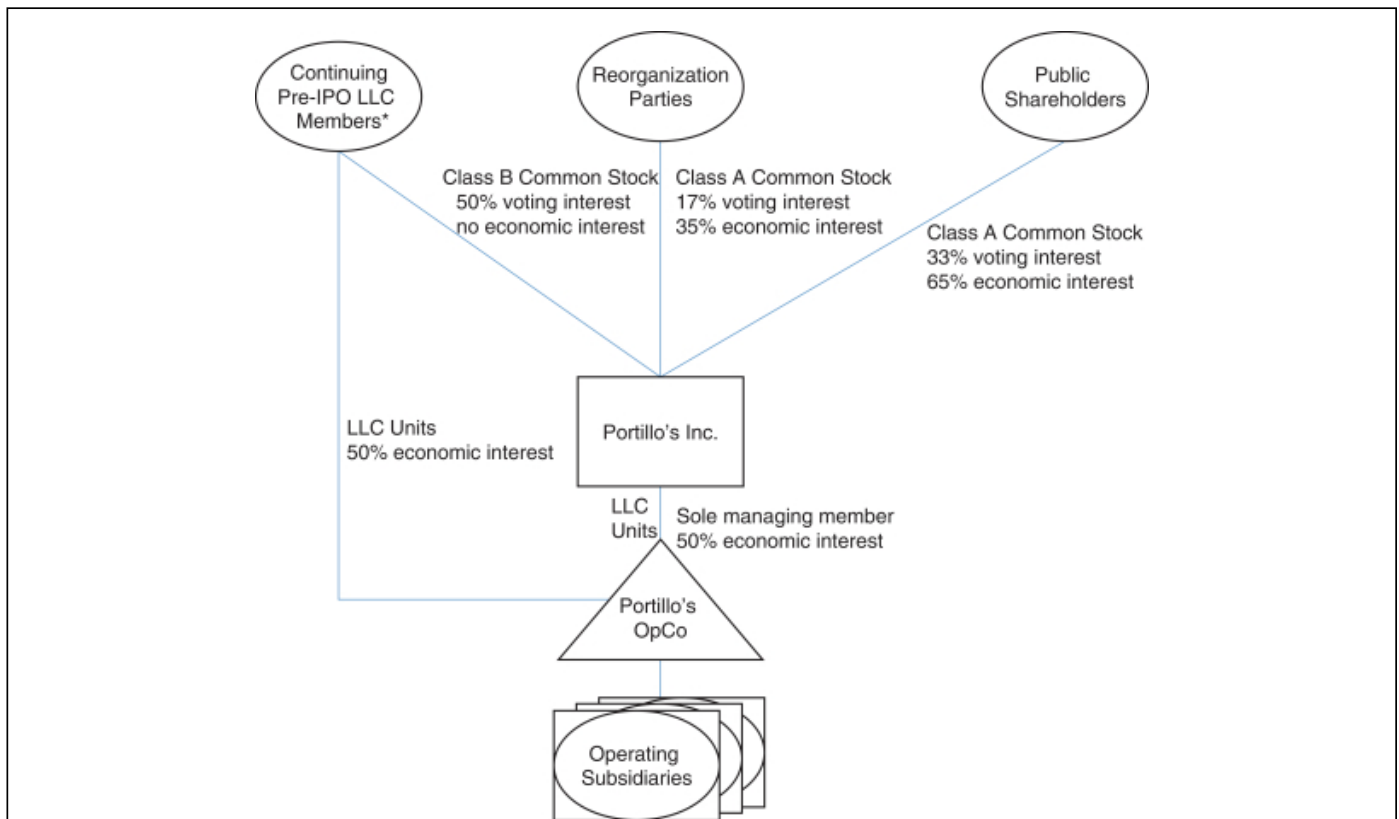 Continuing
Pre-IPO LLC
Members*
Reorganization
Parties
Public
Shareholders
Class B Common Stock
50% voting interest
no economic interest
Class A Common Stock
17% voting interest
35% economic interest
Class A Common Stock
33% voting interest
65% economic interest
Portillo's Inc.
LLC Units
50% economic interest
LLC
Units
Sole managing member
50% economic interest
Portillo's
OpCo
Operating
Subsidiaries